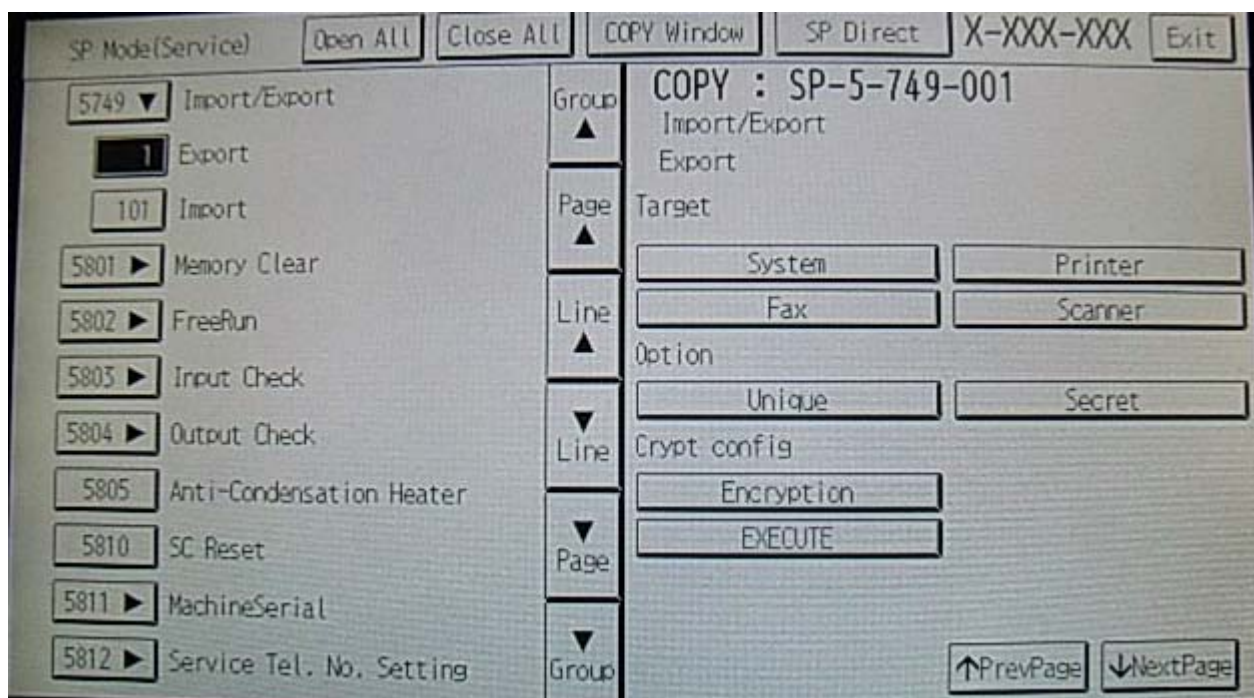 SP Mode(Service) Open All Close All COPY Window SP Direct X-XXX-XXX Exit
5749 ▼ Import/Export
1 Export
101 Import
5801 ► Memory Clear
5802 ► FreeRun
5803 ► Input Check
5804 ► Output Check
5805 Anti-Condensation Heater
5810 SC Reset
5811 ► MachineSerial
5812 ► Service Tel. No. Setting
Group
▲
Page
▲
Line
▲
▼
Line
▼
Page
▼
Group
COPY : SP-5-749-001
Import/Export
Export
Target
System Printer
Fax Scanner
Option
Unique Secret
Crypt config
Encryption
EXECUTE
↑PrevPage ↓NextPage